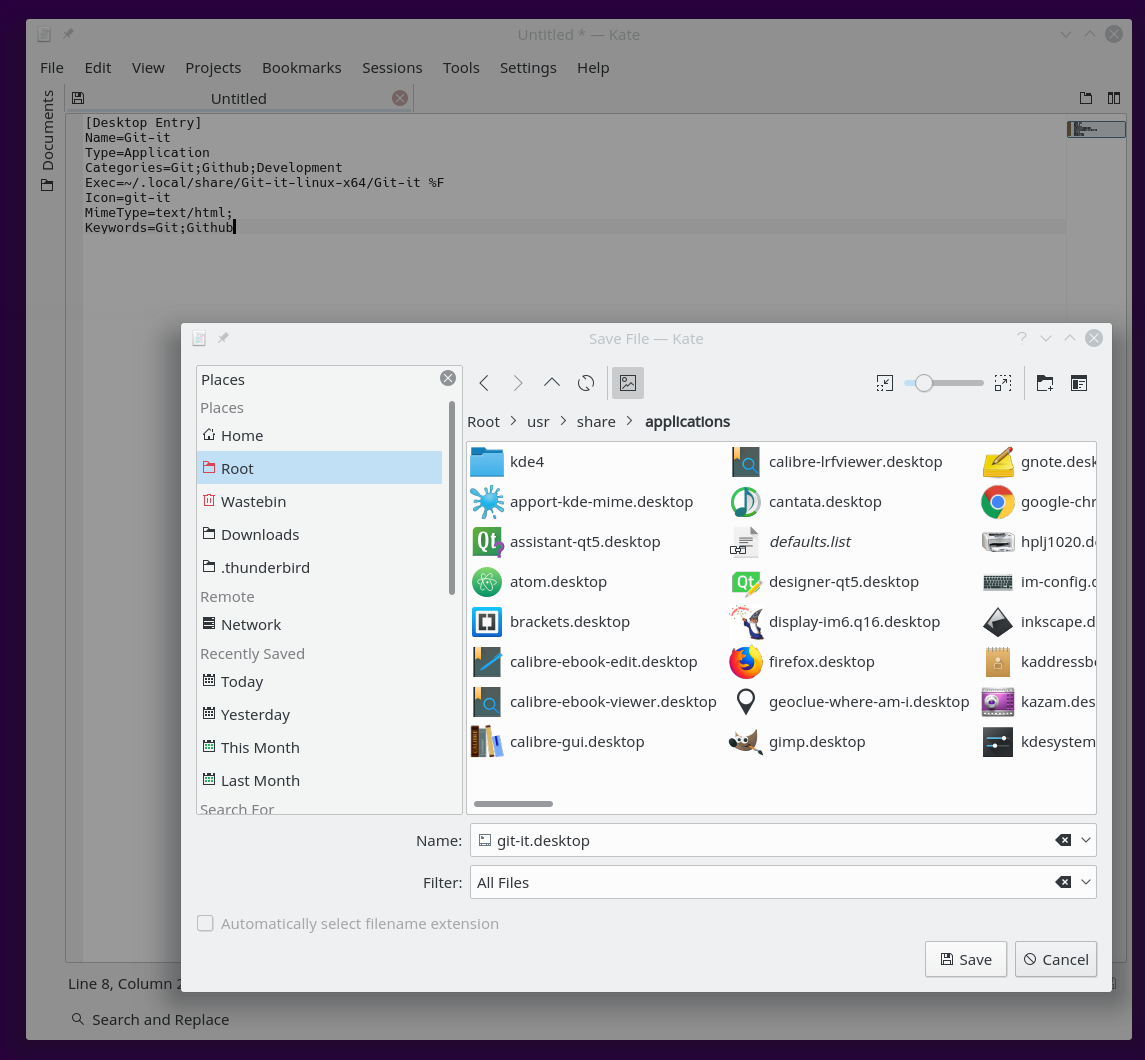 Untitled * — Kate
File Edit View Projects Bookmarks Sessions Tools Settings Help
Documents
Untitled
[Desktop Entry]
Name=Git-it
Type=Application
Categories=Git;Github;Development
Exec=~/.local/share/Git-it-linux-x64/Git-it %F
Icon=git-it
MimeType=text/html;
Keywords=Git;Github
Save File — Kate
Places
Places
Home
Root
Wastebin
Downloads
.thunderbird
Remote
Network
Recently Saved
Today
Yesterday
This Month
Last Month
Search For
Root > usr > share > applications
kde4
apport-kde-mime.desktop
assistant-qt5.desktop
atom.desktop
brackets.desktop
calibre-ebook-edit.desktop
calibre-ebook-viewer.desktop
calibre-gui.desktop
calibre-lrfviewer.desktop
cantata.desktop
defaults.list
designer-qt5.desktop
display-im6.q16.desktop
firefox.desktop
geoclue-where-am-i.desktop
gimp.desktop
gnote.desk
google-chr
hplj1020.d
im-config.d
inkscape.d
kaddressb
kazam.des
kdesystem
Name: git-it.desktop
Filter: All Files
Automatically select filename extension
Save Cancel
Line 8, Column 2
Search and Replace